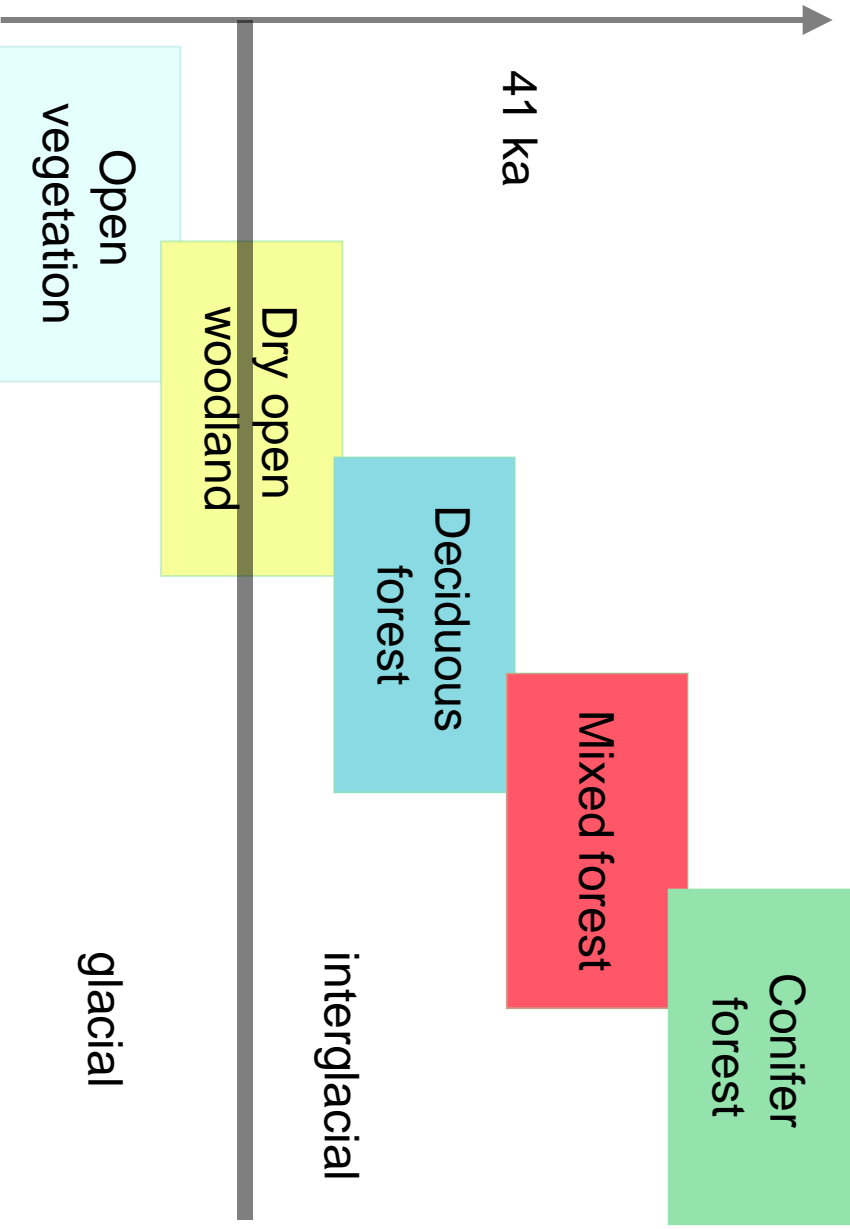 Conifer
forest
Mixed forest
41 ka
Deciduous
forest
interglacial
Dry open
woodland
Open
vegetation
glacial